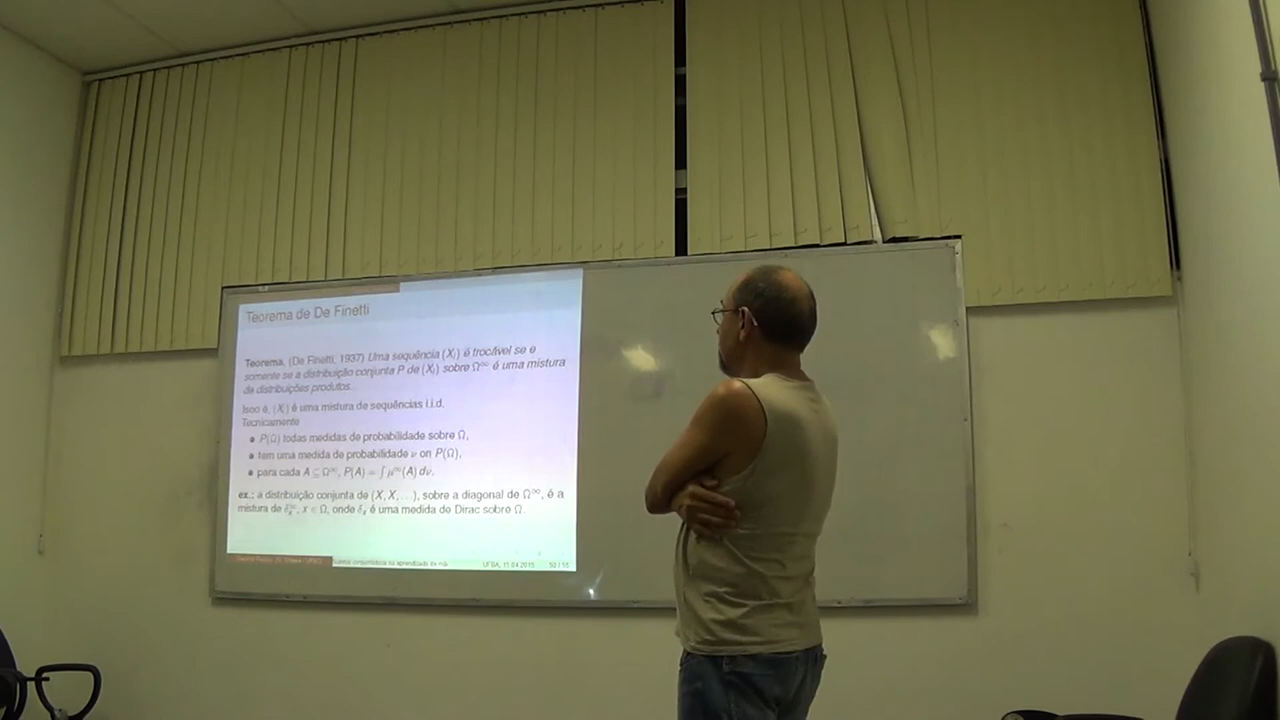 Teorema de De Finetti
Teorema. (De Finetti, 1937) Uma sequência (Xᵢ) é trocável se e
somente se a distribuição conjunta P de (Xᵢ) sobre Ω^∞ é uma mistura
de distribuições produtos.
Isso é, (Xᵢ) é uma mistura de sequências i.i.d.
Tecnicamente
• P(Ω) todas medidas de probabilidade sobre Ω,
• tem uma medida de probabilidade ν on P(Ω),
• para cada A ⊆ Ω^∞, P(A) = ∫ μ^∞(A) dν.
ex.: a distribuição conjunta de (X, X, ...), sobre a diagonal de Ω^∞, é a
mistura de δₓ^∞, x ∈ Ω, onde δₓ é uma medida de Dirac sobre Ω.
UFBA, 15.04.2015 50 / 55